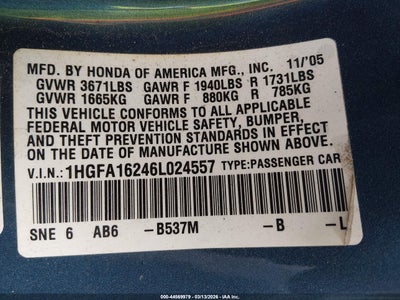 MFD. BY HONDA OF AMERICA MFG., INC. 11/'05
GVWR 3671LBS GAWR F 1940LBS R 1731LBS
GVWR 1665KG GAWR F 880KG R 785KG
THIS VEHICLE CONFORMS TO ALL APPLICABLE
FEDERAL MOTOR VEHICLE SAFETY, BUMPER,
AND THEFT PREVENTION STANDARDS IN EFFECT
ON THE DATE OF MANUFACTURE SHOWN ABOVE.
V.I.N.:1HGFA16246L024557 TYPE:PASSENGER CAR
SNE 6 AB6 -B537M -B -L
000-44569979 - 03/13/2026 - IAA Inc.